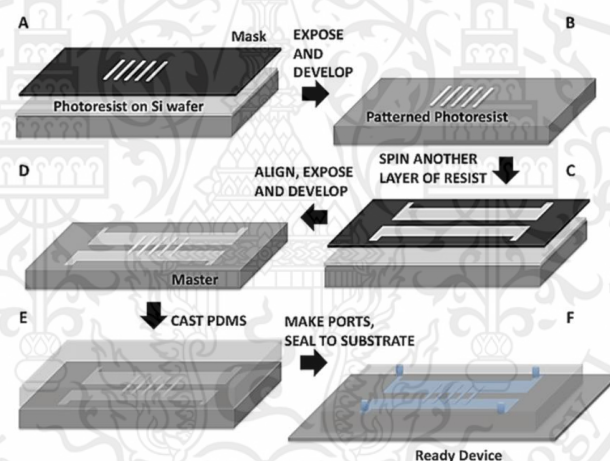 A
Mask
EXPOSE
AND
DEVELOP
B
Photoresist on Si wafer
Patterned Photoresist
D
ALIGN, EXPOSE
AND DEVELOP
SPIN ANOTHER
LAYER OF RESIST
C
Master
E
CAST PDMS
MAKE PORTS,
SEAL TO SUBSTRATE
F
Ready Device